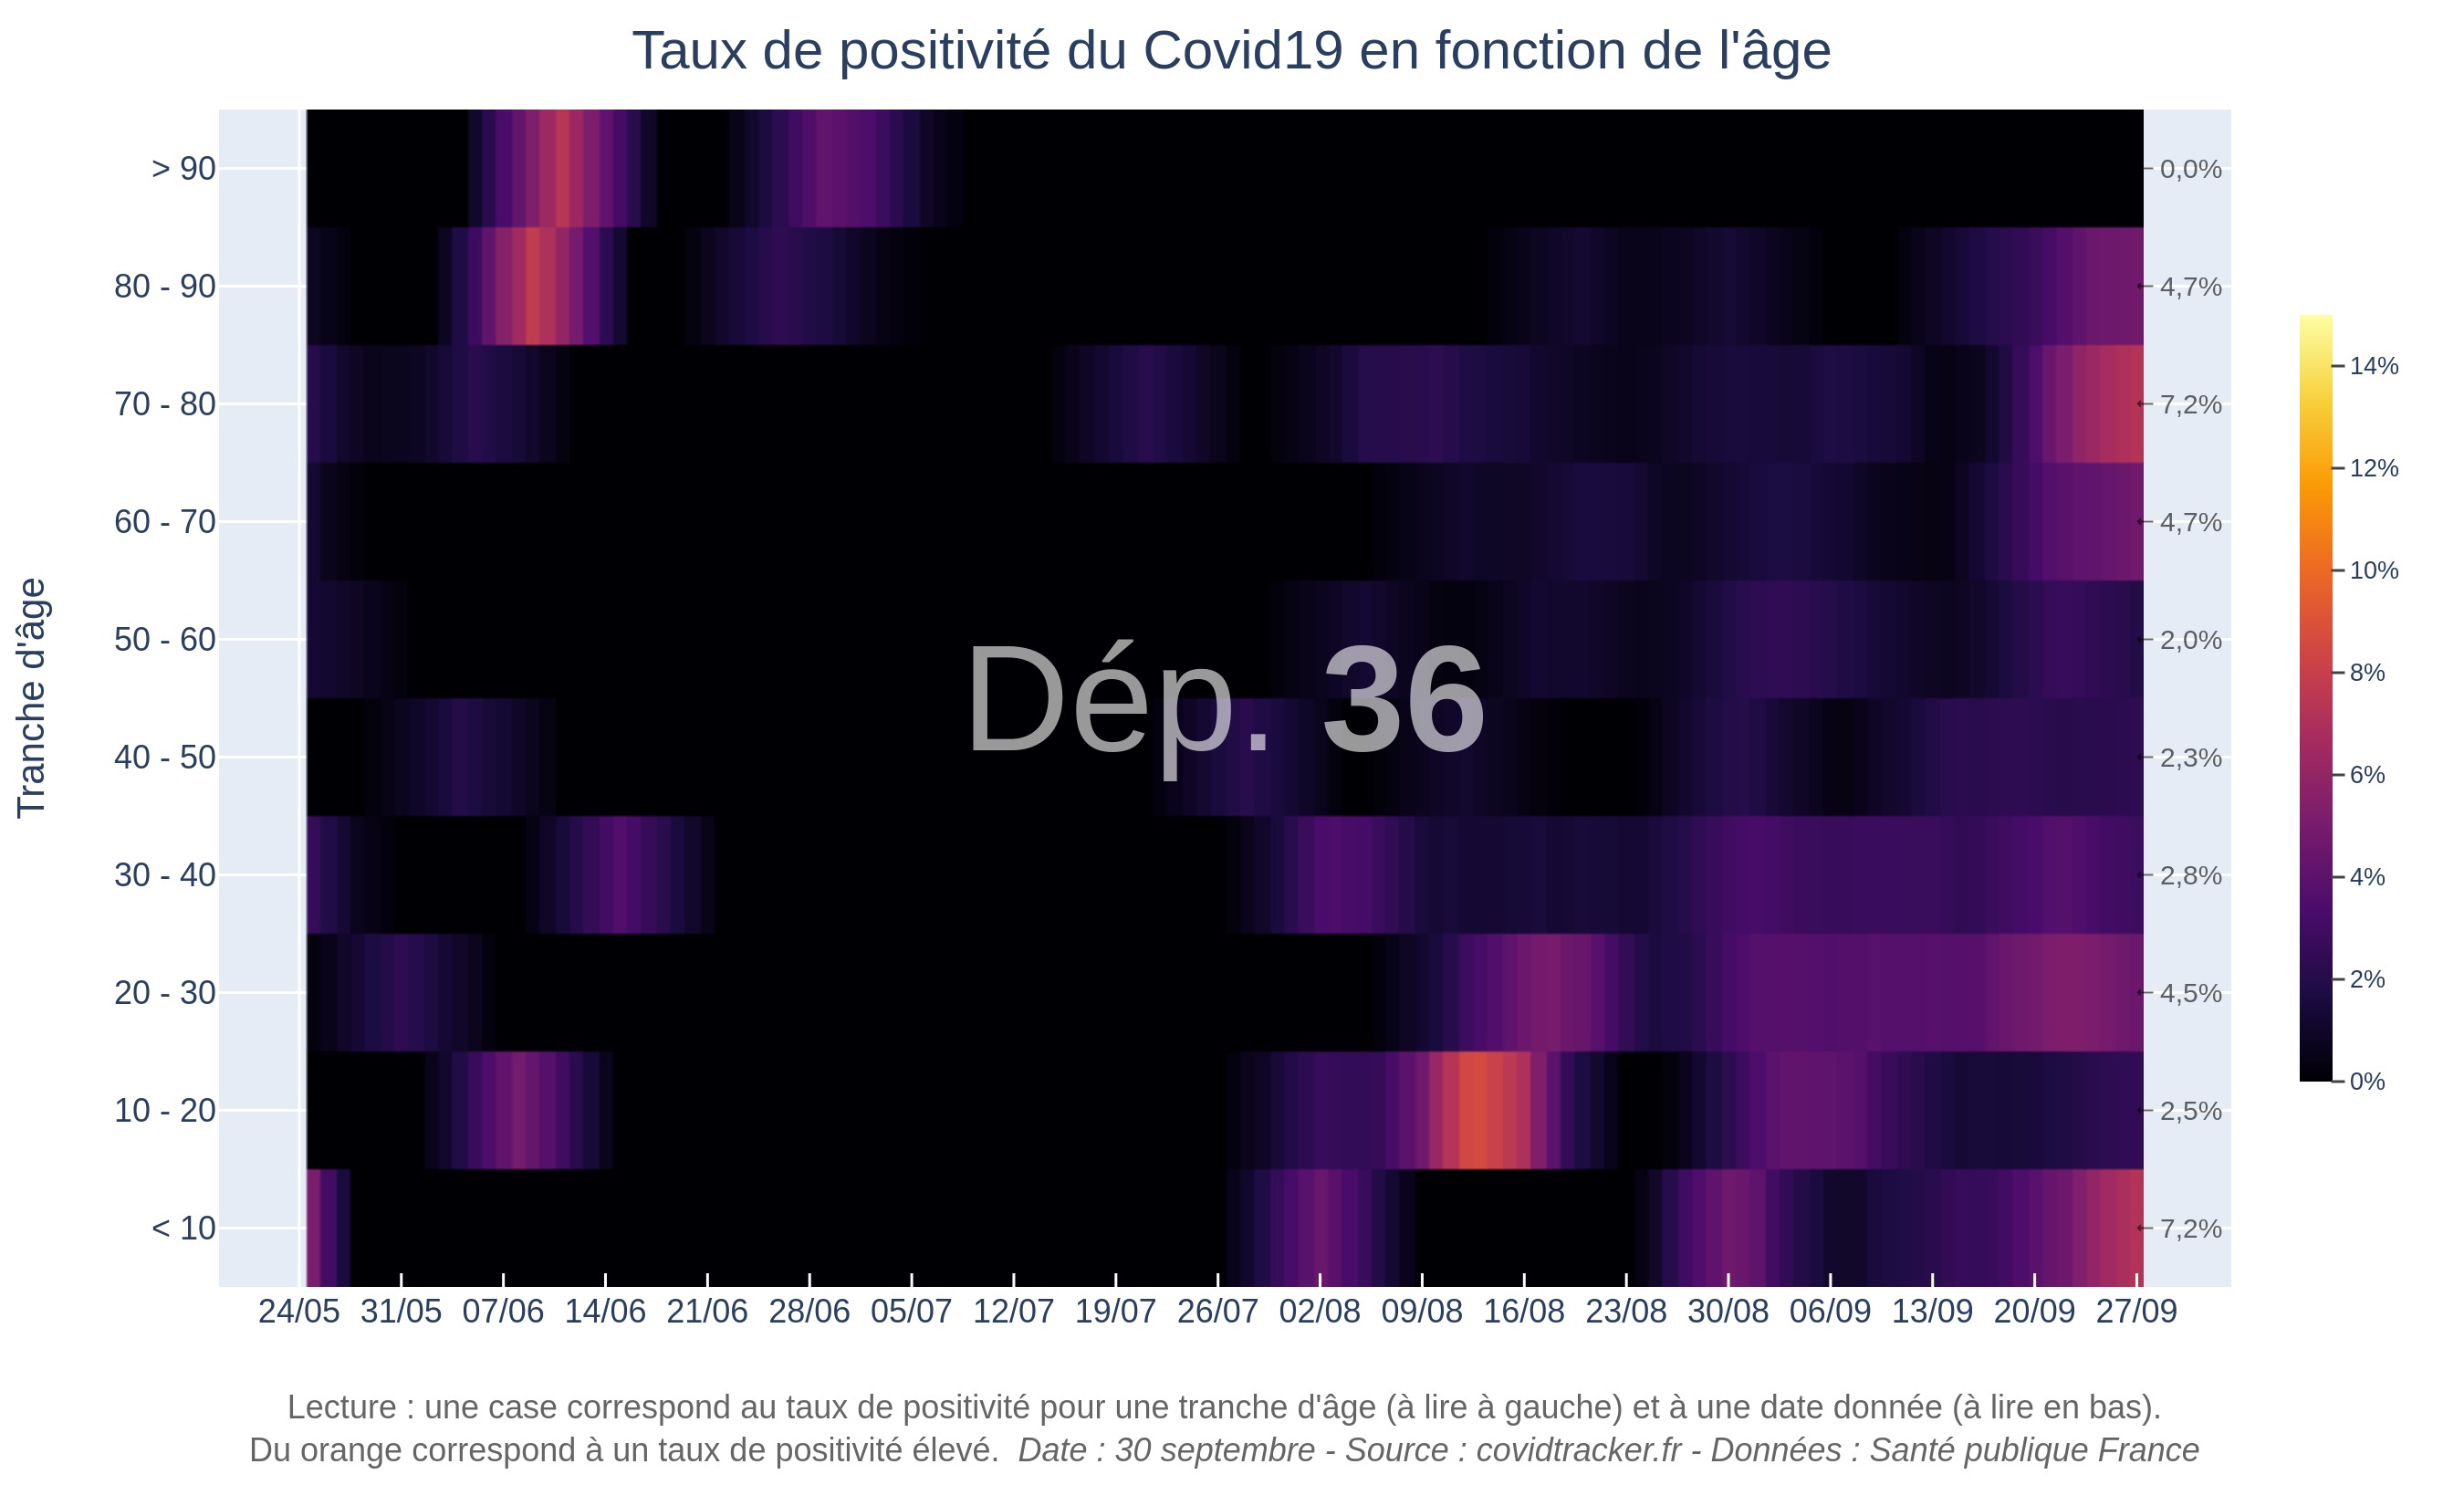 Taux de positivité du Covid19 en fonction de l'âge
Tranche d'âge
> 90
80 - 90
70 - 80
60 - 70
50 - 60
40 - 50
30 - 40
20 - 30
10 - 20
< 10
Dép. 36
0,0%
4,7%
7,2%
4,7%
2,0%
2,3%
2,8%
4,5%
2,5%
7,2%
14%
12%
10%
8%
6%
4%
2%
0%
24/05 31/05 07/06 14/06 21/06 28/06 05/07 12/07 19/07 26/07 02/08 09/08 16/08 23/08 30/08 06/09 13/09 20/09 27/09
Lecture : une case correspond au taux de positivité pour une tranche d'âge (à lire à gauche) et à une date donnée (à lire en bas).
Du orange correspond à un taux de positivité élevé. Date : 30 septembre - Source : covidtracker.fr - Données : Santé publique France